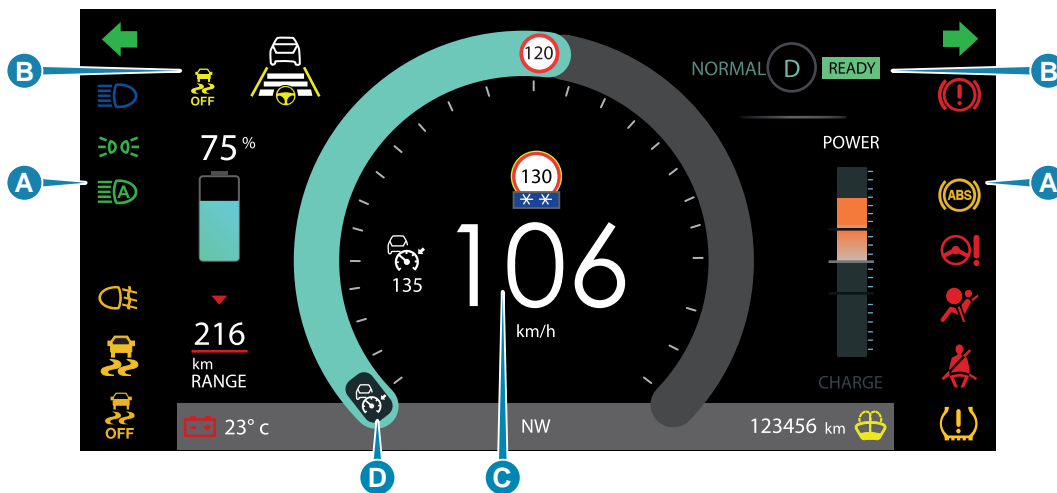 120
B
OFF
NORMAL D READY
B
75 %
POWER
130
A
A
A
ABS
106
135
km/h
216
km
RANGE
CHARGE
OFF
23° c
NW
123456 km
D
C